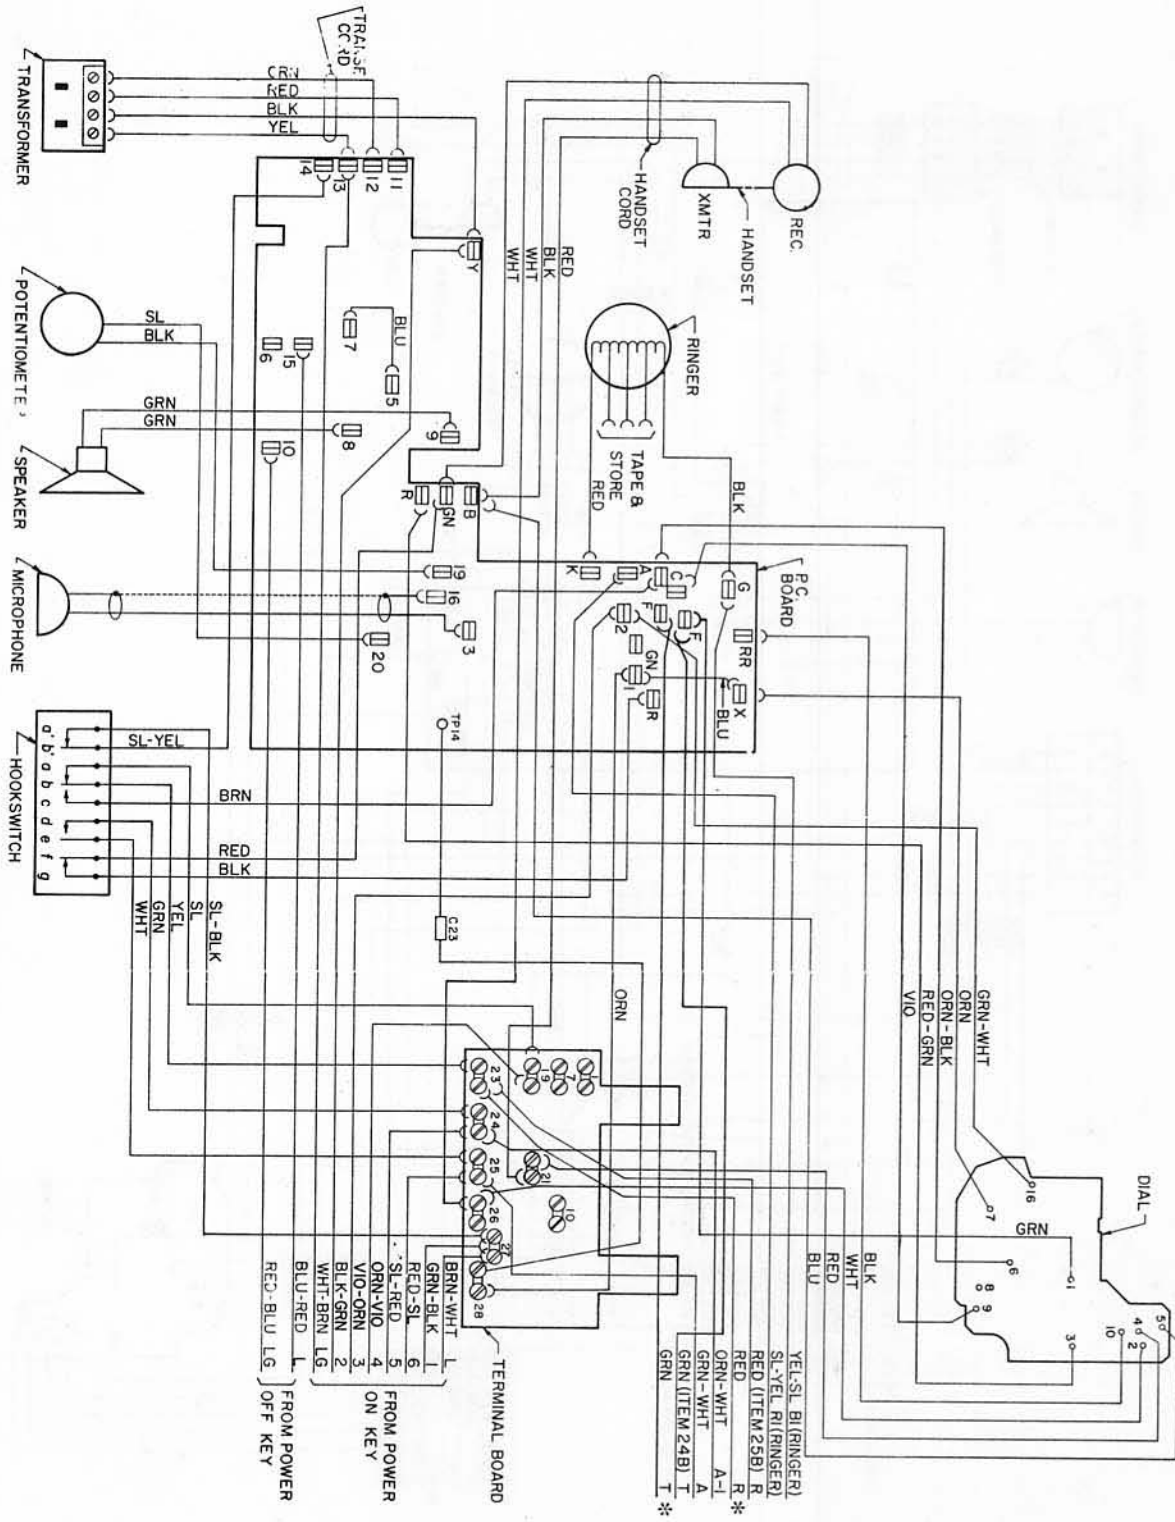 TRANSFORMER
CORD
RED
BLK
YEL
14
13
12
11
Y
HANDSET
CORD
XMTR
HANDSET
REC.
WHT
WHT
BLK
RED
RINGER
TAPE &
STORE
RED
BLK
POTENTIOMETE
SL
BLK
BLU
7
5
6
15
10
8
9
GRN
GRN
SPEAKER
R
GN
B
MICROPHONE
19
16
3
20
K
A
C
G
P.C.
BOARD
2
F
F
RR
GN
1
R
X
BLU
TP14
C23
HOOKSWITCH
a'
b'
a
b
c
d
e
f
g
SL-YEL
BRN
RED
BLK
SL-BLK
SL
YEL
GRN
WHT
ORN
VIO
RED-GRN
ORN-BLK
ORN
GRN-WHT
DIAL
16
7
GRN
6
1
8
9
3
10
4
2
5
BLK
WHT
RED
BLU
TERMINAL BOARD
1
7
19
23
24
25
21
10
26
27
28
YEL-SL BI (RINGER)
SL-YEL RI (RINGER)
RED (ITEM 25B) R
RED R *
ORN-WHT A-1
GRN-WHT A
GRN (ITEM 24B) T
GRN T *
BRN-WHT L
GRN-BLK 1
RED-SL 6
SL-RED 5
ORN-VIO 4
VIO-ORN 3
BLK-GRN 2
WHT-BRN LG
FROM POWER
ON KEY
BLU-RED L
RED-BLU LG
FROM POWER
OFF KEY